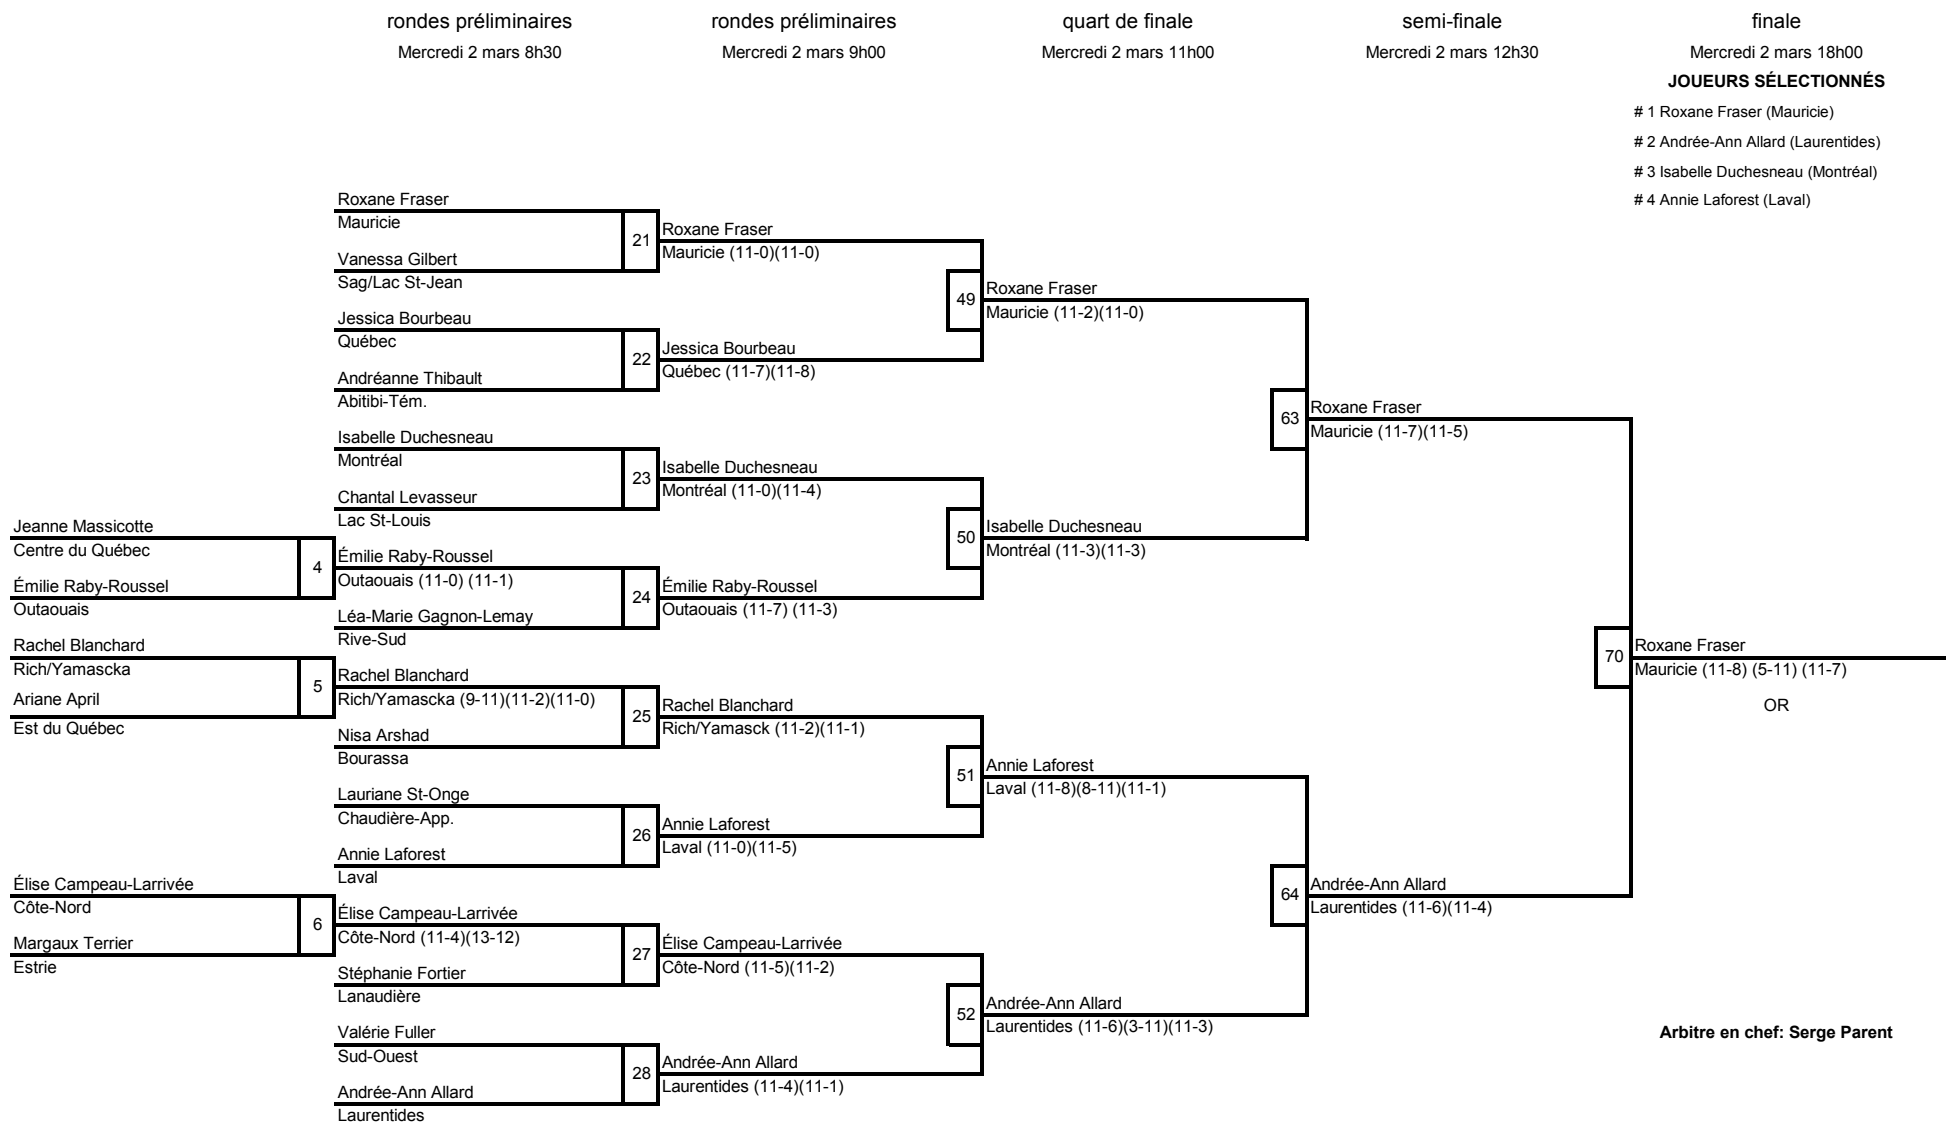 rondes préliminaires
Mercredi 2 mars 8h30
rondes préliminaires
Mercredi 2 mars 9h00
quart de finale
Mercredi 2 mars 11h00
semi-finale
Mercredi 2 mars 12h30
finale
Mercredi 2 mars 18h00
JOUEURS SÉLECTIONNÉS
# 1 Roxane Fraser (Mauricie)
# 2 Andrée-Ann Allard (Laurentides)
# 3 Isabelle Duchesneau (Montréal)
# 4 Annie Laforest (Laval)
Jeanne Massicotte
Centre du Québec
4
Émilie Raby-Roussel
Outaouais
Rachel Blanchard
Rich/Yamascka
5
Ariane April
Est du Québec
Élise Campeau-Larrivée
Côte-Nord
6
Margaux Terrier
Estrie
Roxane Fraser
Mauricie
21
Vanessa Gilbert
Sag/Lac St-Jean
Jessica Bourbeau
Québec
22
Andréanne Thibault
Abitibi-Tém.
Isabelle Duchesneau
Montréal
23
Chantal Levasseur
Lac St-Louis
Émilie Raby-Roussel
Outaouais (11-0) (11-1)
24
Léa-Marie Gagnon-Lemay
Rive-Sud
Rachel Blanchard
Rich/Yamascka (9-11)(11-2)(11-0)
25
Nisa Arshad
Bourassa
Lauriane St-Onge
Chaudière-App.
26
Annie Laforest
Laval
Élise Campeau-Larrivée
Côte-Nord (11-4)(13-12)
27
Stéphanie Fortier
Lanaudière
Valérie Fuller
Sud-Ouest
28
Andrée-Ann Allard
Laurentides
Roxane Fraser
Mauricie (11-0)(11-0)
49
Jessica Bourbeau
Québec (11-7)(11-8)
Isabelle Duchesneau
Montréal (11-0)(11-4)
50
Émilie Raby-Roussel
Outaouais (11-7) (11-3)
Rachel Blanchard
Rich/Yamasck (11-2)(11-1)
51
Annie Laforest
Laval (11-0)(11-5)
Élise Campeau-Larrivée
Côte-Nord (11-5)(11-2)
52
Andrée-Ann Allard
Laurentides (11-4)(11-1)
Roxane Fraser
Mauricie (11-2)(11-0)
63
Isabelle Duchesneau
Montréal (11-3)(11-3)
Annie Laforest
Laval (11-8)(8-11)(11-1)
64
Andrée-Ann Allard
Laurentides (11-6)(3-11)(11-3)
Roxane Fraser
Mauricie (11-7)(11-5)
70
Andrée-Ann Allard
Laurentides (11-6)(11-4)
Roxane Fraser
Mauricie (11-8) (5-11) (11-7)
OR
Arbitre en chef: Serge Parent